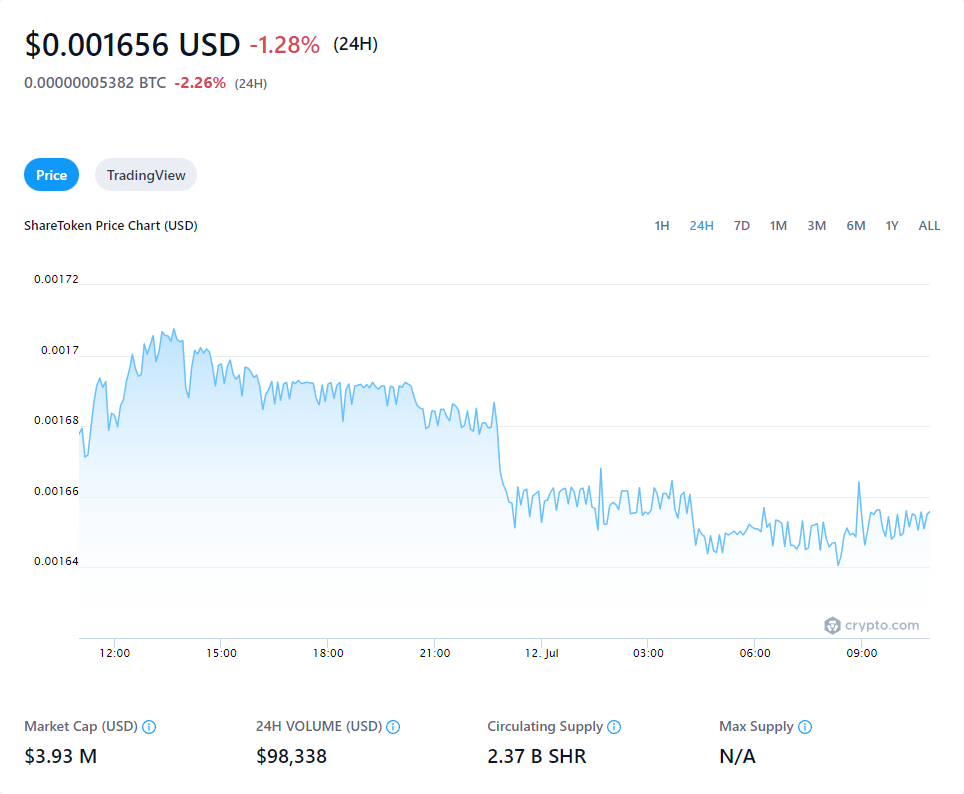 $0.001656 USD -1.28% (24H)
0.00000005382 BTC -2.26% (24H)
Price TradingView
ShareToken Price Chart (USD) 1H 24H 7D 1M 3M 6M 1Y ALL
0.00172
0.0017
0.00168
0.00166
0.00164
crypto.com
12:00 15:00 18:00 21:00 12. Jul 03:00 06:00 09:00
Market Cap (USD) 24H VOLUME (USD) Circulating Supply Max Supply
$3.93 M $98,338 2.37 B SHR N/A